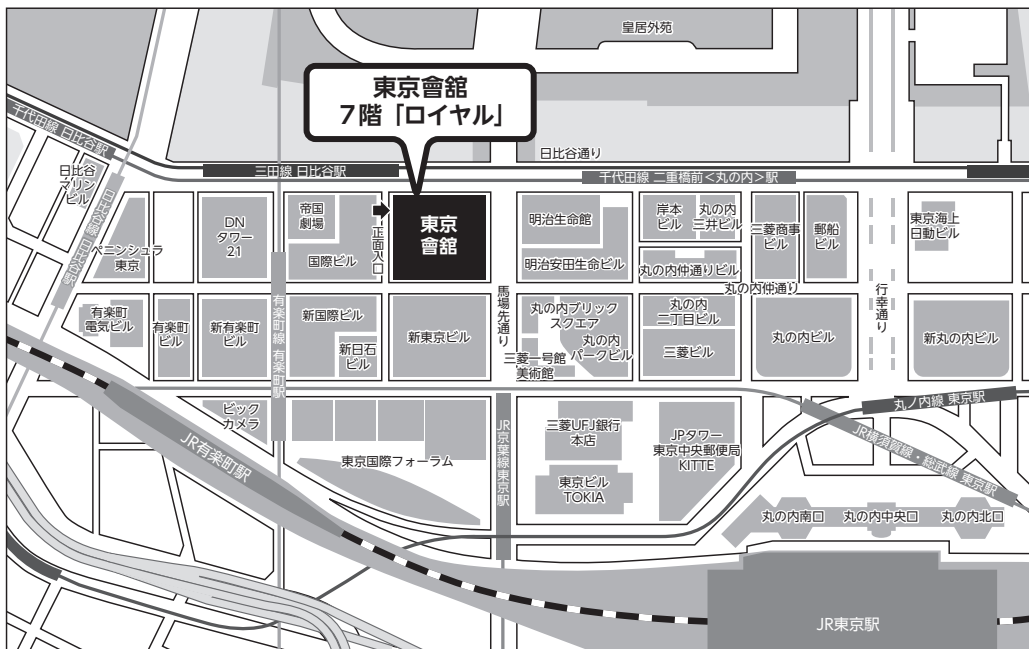 皇居外苑
東京會舘
7階「ロイヤル」
千代田線 日比谷駅
日比谷通り
三田線 日比谷駅
千代田線 二重橋前<丸の内>駅
日比谷
マリン
ビル
日比谷線 日比谷駅
ペニンシュラ
東京
DN
タワー
21
帝国
劇場
国際ビル
正面入口
東京
會舘
明治生命館
明治安田生命ビル
岸本
ビル
丸の内
三井ビル
丸の内仲通りビル
三菱商事
ビル
郵船
ビル
東京海上
日動ビル
丸の内仲通り
行幸通り
馬場先通り
有楽町
電気ビル
有楽町
ビル
新有楽町
ビル
有楽町線 有楽町駅
新国際ビル
新日石
ビル
新東京ビル
丸の内ブリック
スクエア
丸の内
パークビル
三菱一号館
美術館
丸の内
二丁目ビル
三菱ビル
丸の内ビル
新丸の内ビル
丸ノ内線 東京駅
JR横須賀線・総武線 東京駅
ビック
カメラ
東京国際フォーラム
JR有楽町駅
JR京葉線東京駅
三菱UFJ銀行
本店
東京ビル
TOKIA
JPタワー
東京中央郵便局
KITTE
丸の内南口
丸の内中央口
丸の内北口
JR東京駅